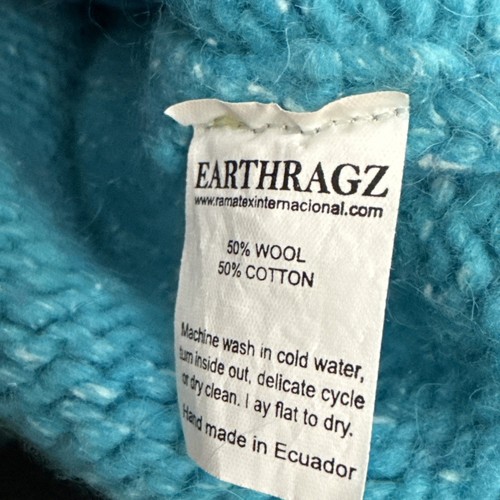 EARTHRAGZ
www.ramatexinternacional.com
50% WOOL
50% COTTON
Machine wash in cold water,
turn inside out, delicate cycle
or dry clean. Lay flat to dry.
Hand made in Ecuador